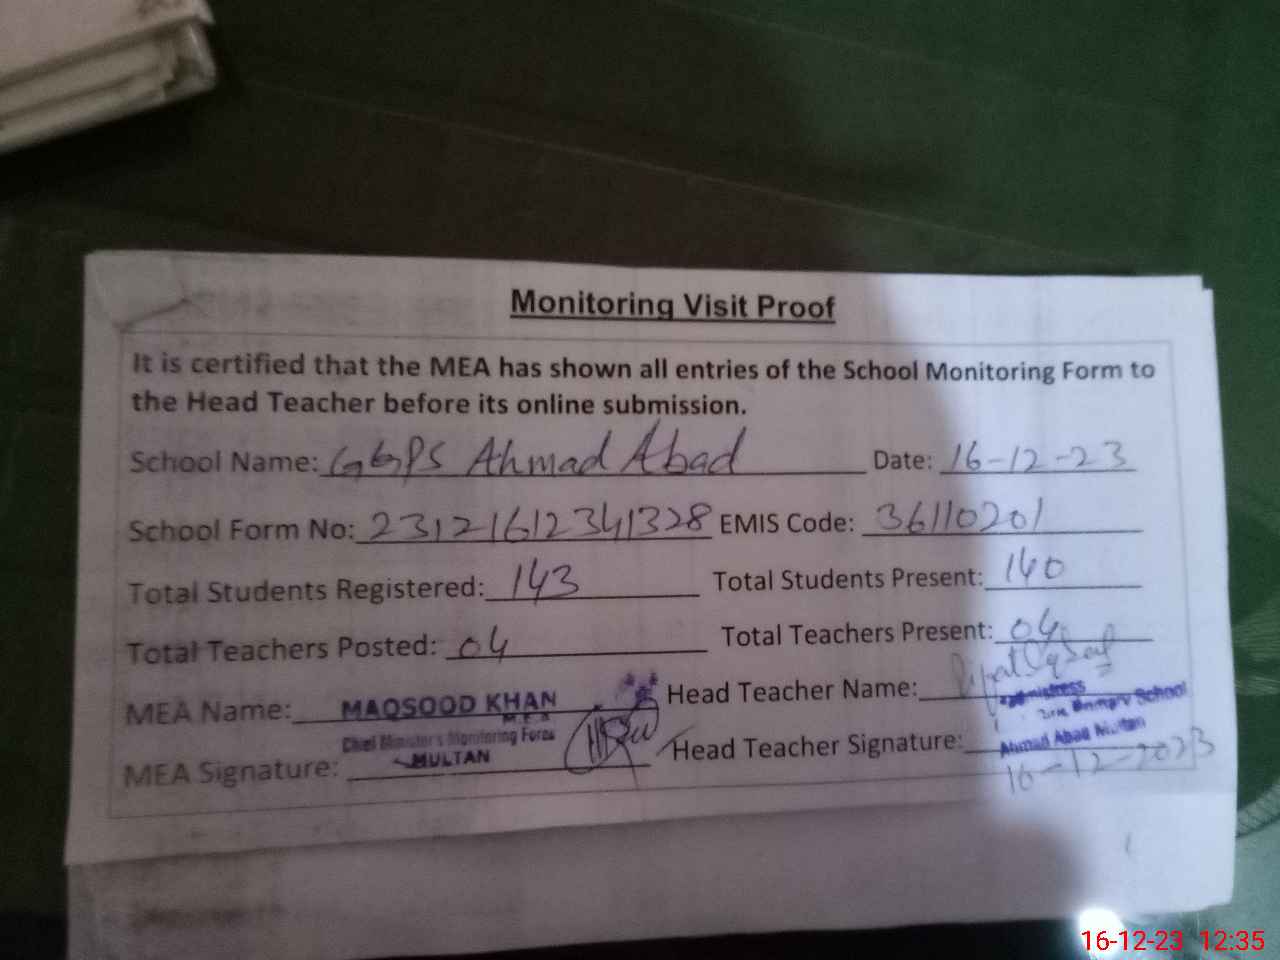 Monitoring Visit Proof
It is certified that the MEA has shown all entries of the School Monitoring Form to
the Head Teacher before its online submission.
School Name: GGPS Ahmad Abad Date: 16-12-23
School Form No: 23121612341328 EMIS Code: 36110201
Total Students Registered: 143 Total Students Present: 140
Total Teachers Posted: 04 Total Teachers Present: 04
MEA Name: MAQSOOD KHAN Head Teacher Name:
M.E.A
Chief Minister's Monitoring Force
MULTAN
MEA Signature: Head Teacher Signature:
School
Ahmad Abad Multan
16-12-2023
16-12-23 12:35